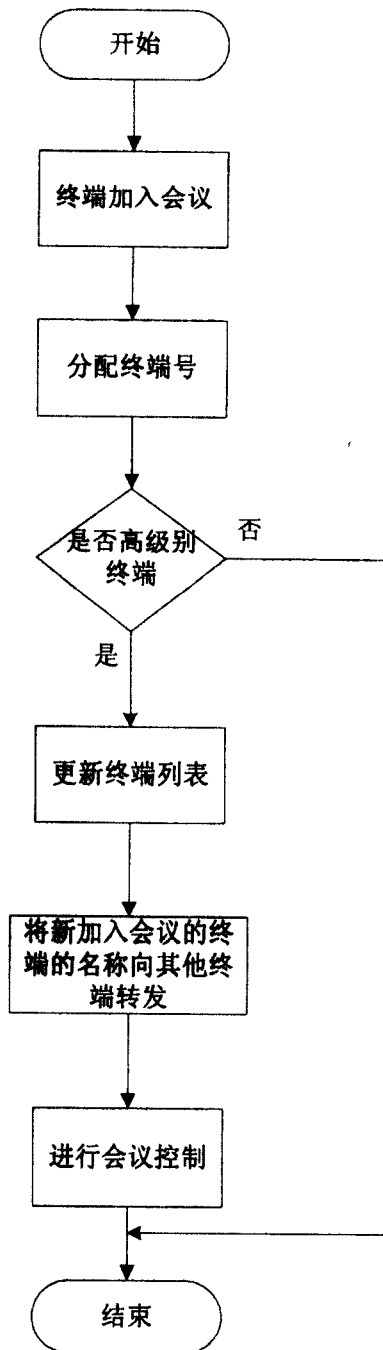 开始
终端加入会议
分配终端号
是否高级别
终端
否
是
更新终端列表
将新加入会议的终
端的名称向其他终
端转发
进行会议控制
结束